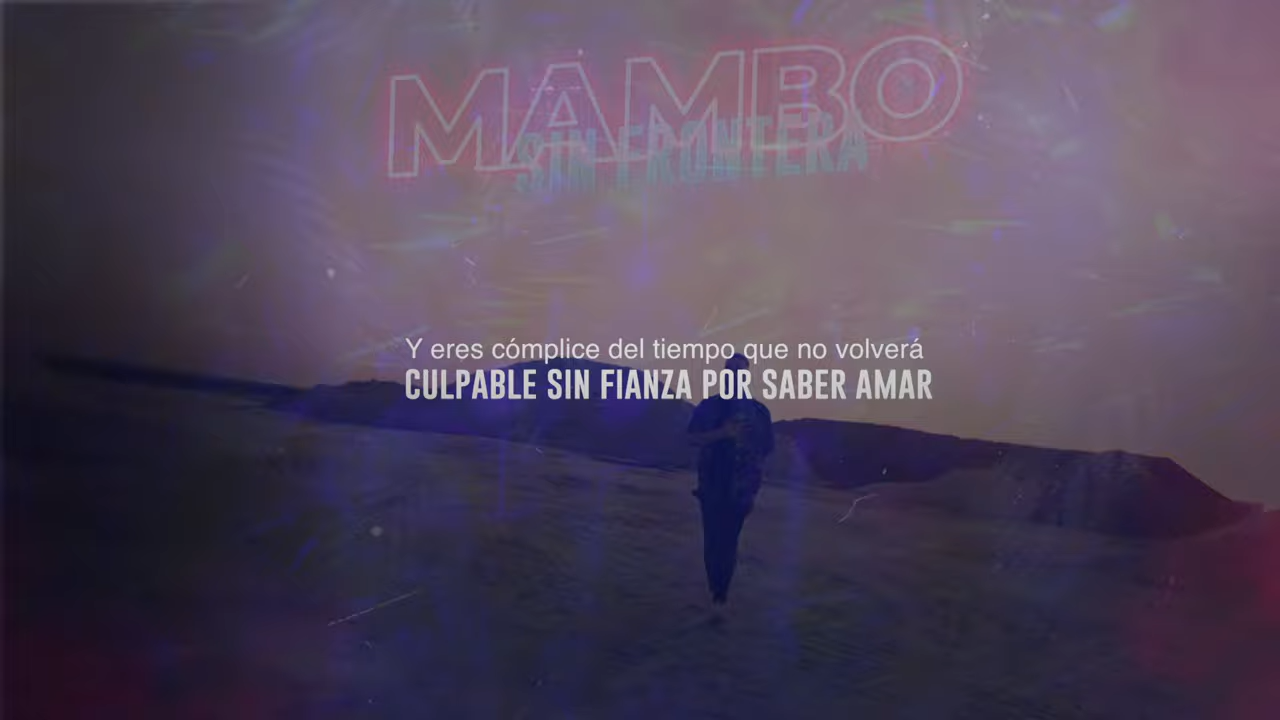 MAMBO
SIN FRONTERA
Y eres cómplice del tiempo que no volverá
CULPABLE SIN FIANZA POR SABER AMAR